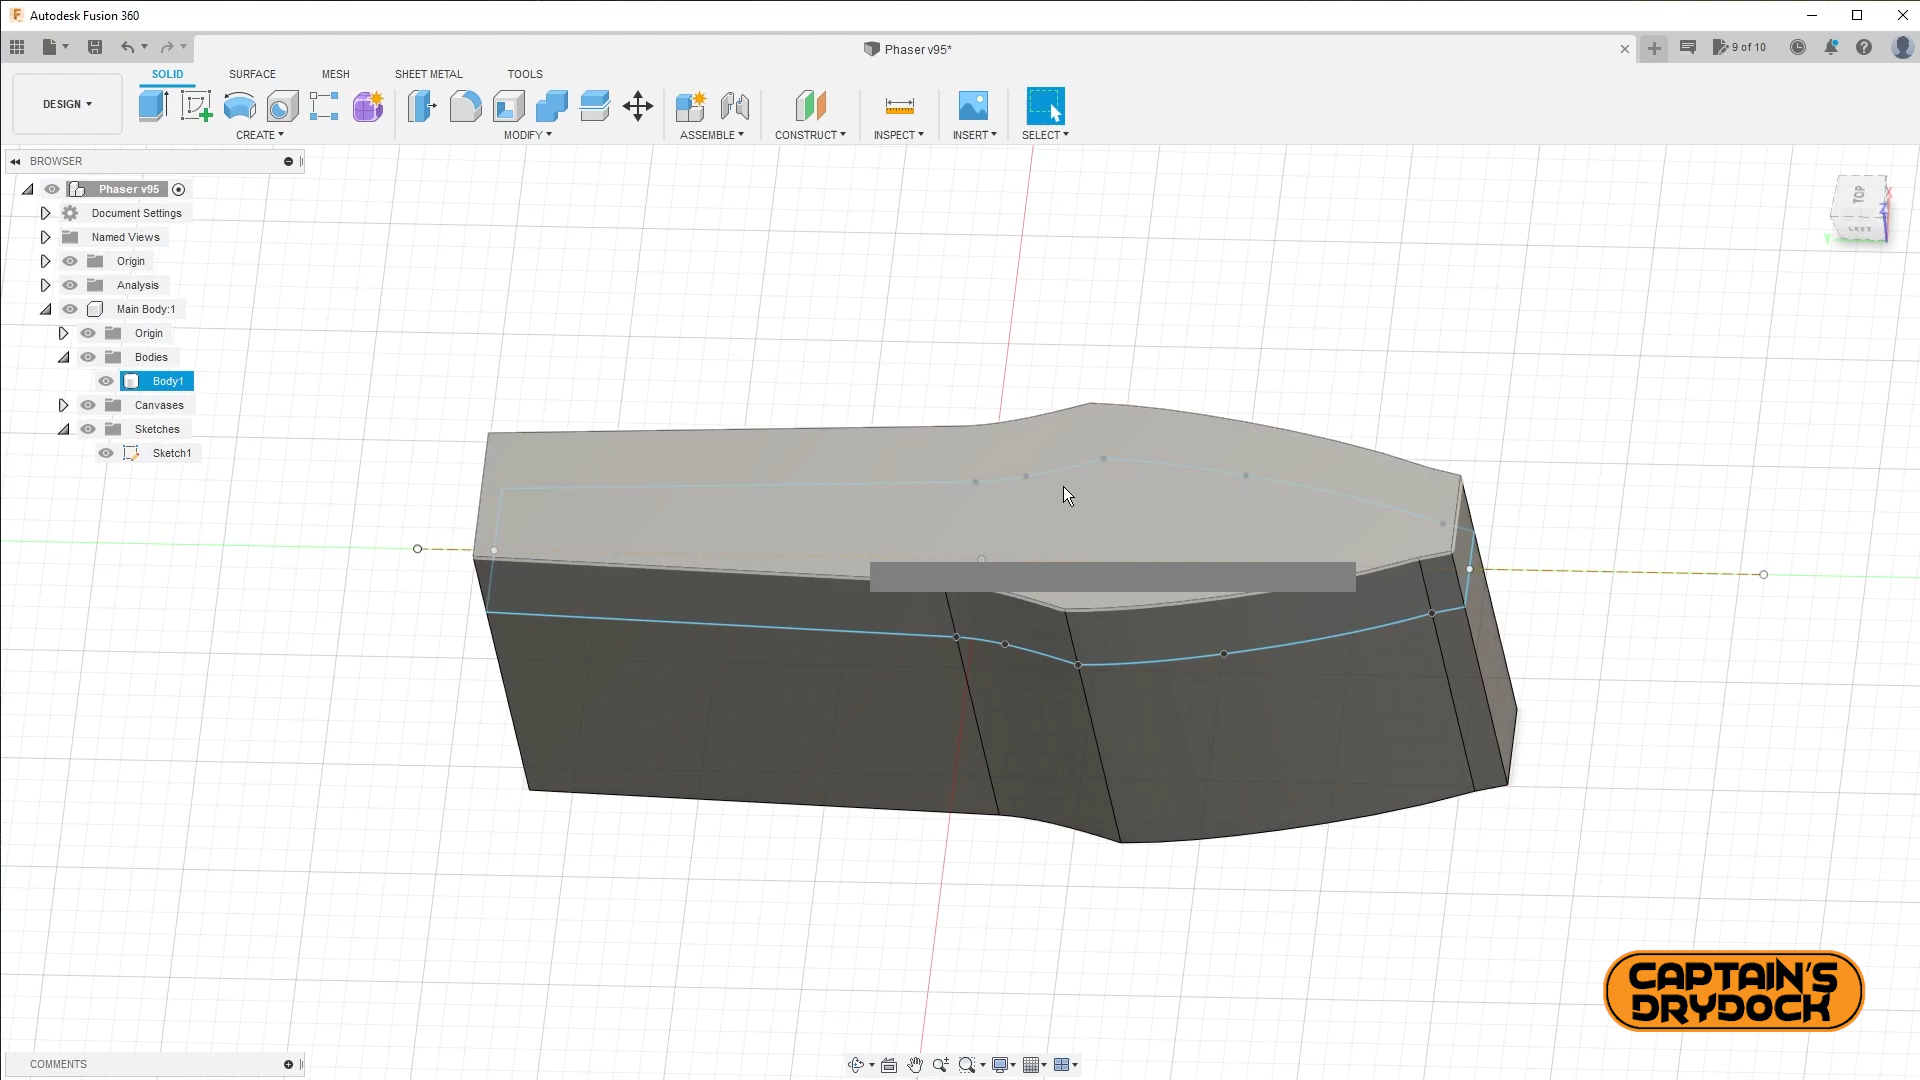 Autodesk Fusion 360
Phaser v95*
9 of 10
SOLID SURFACE MESH SHEET METAL TOOLS
DESIGN
CREATE MODIFY ASSEMBLE CONSTRUCT INSPECT INSERT SELECT
BROWSER
Phaser v95
Document Settings
Named Views
Origin
Analysis
Main Body:1
Origin
Bodies
Body1
Canvases
Sketches
Sketch1
TOP
LEFT
X
Y
Z
CAPTAIN'S
DRYDOCK
COMMENTS